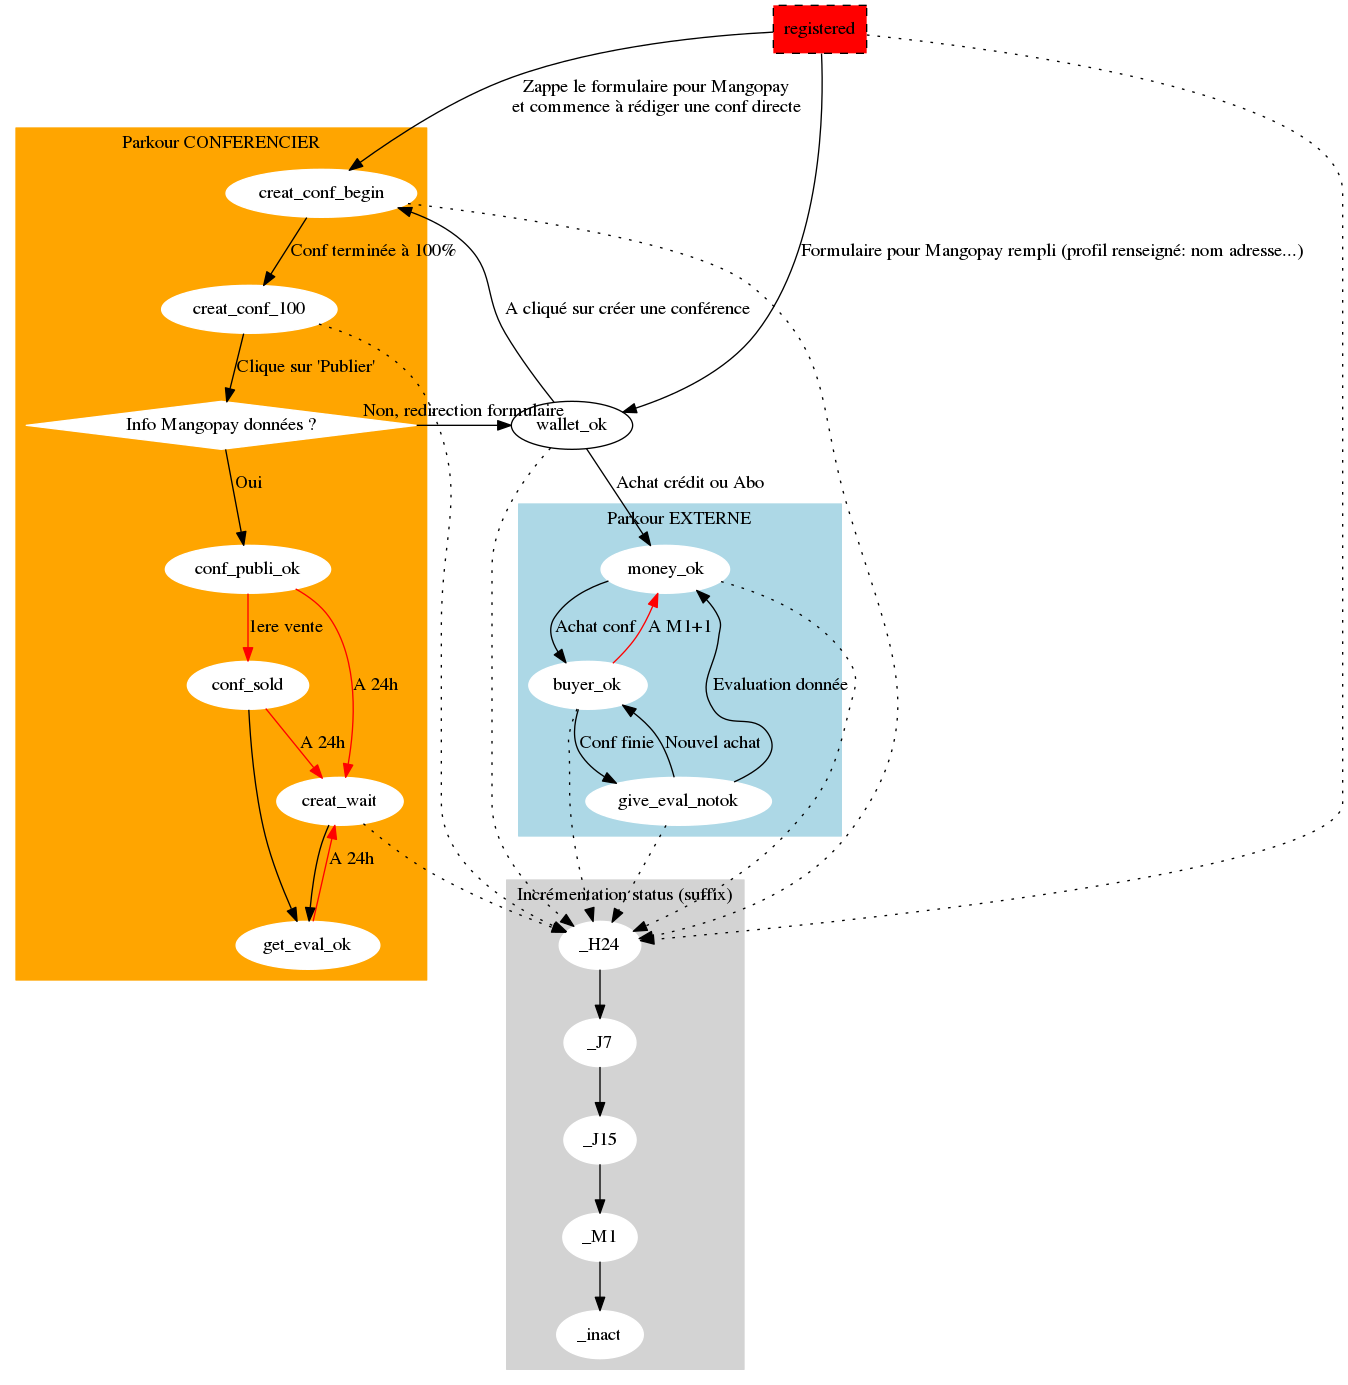 registered
Zappe le formulaire pour Mangopay
et commence à rédiger une conf directe
Parkour CONFERENCIER
creat_conf_begin
Conf terminée à 100%
Formulaire pour Mangopay rempli (profil renseigné: nom adresse...)
creat_conf_100
A cliqué sur créer une conférence
Clique sur 'Publier'
Non, redirection formulaire
Info Mangopay données ?
wallet_ok
Oui
Achat crédit ou Abo
Parkour EXTERNE
conf_publi_ok
money_ok
1ere vente
Achat conf
A M1+1
conf_sold
A 24h
buyer_ok
Evaluation donnée
A 24h
Conf finie
Nouvel achat
creat_wait
give_eval_notok
A 24h
Incrémentation status (suffix)
get_eval_ok
_H24
_J7
_J15
_M1
_inact